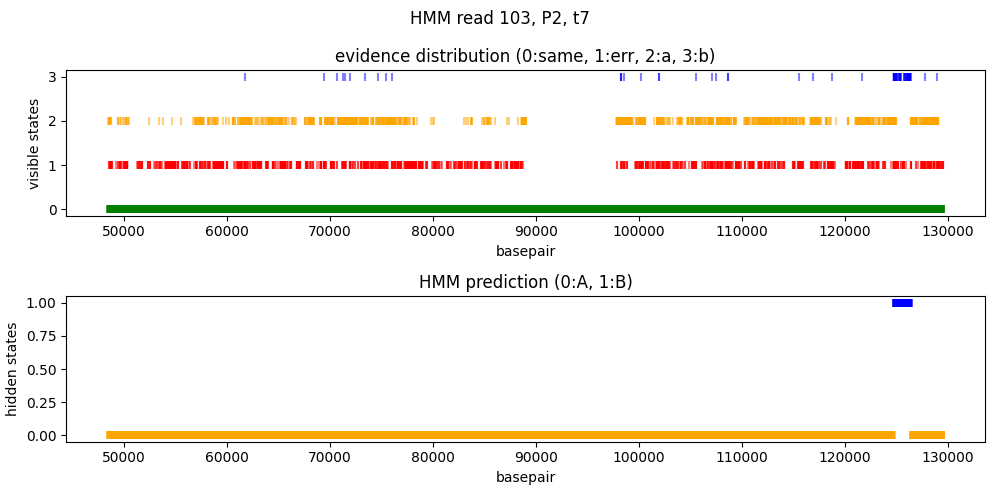 HMM read 103, P2, t7
evidence distribution (0:same, 1:err, 2:a, 3:b)
visible states
3
2
1
0
50000 60000 70000 80000 90000 100000 110000 120000 130000
basepair
HMM prediction (0:A, 1:B)
hidden states
1.00
0.75
0.50
0.25
0.00
50000 60000 70000 80000 90000 100000 110000 120000 130000
basepair